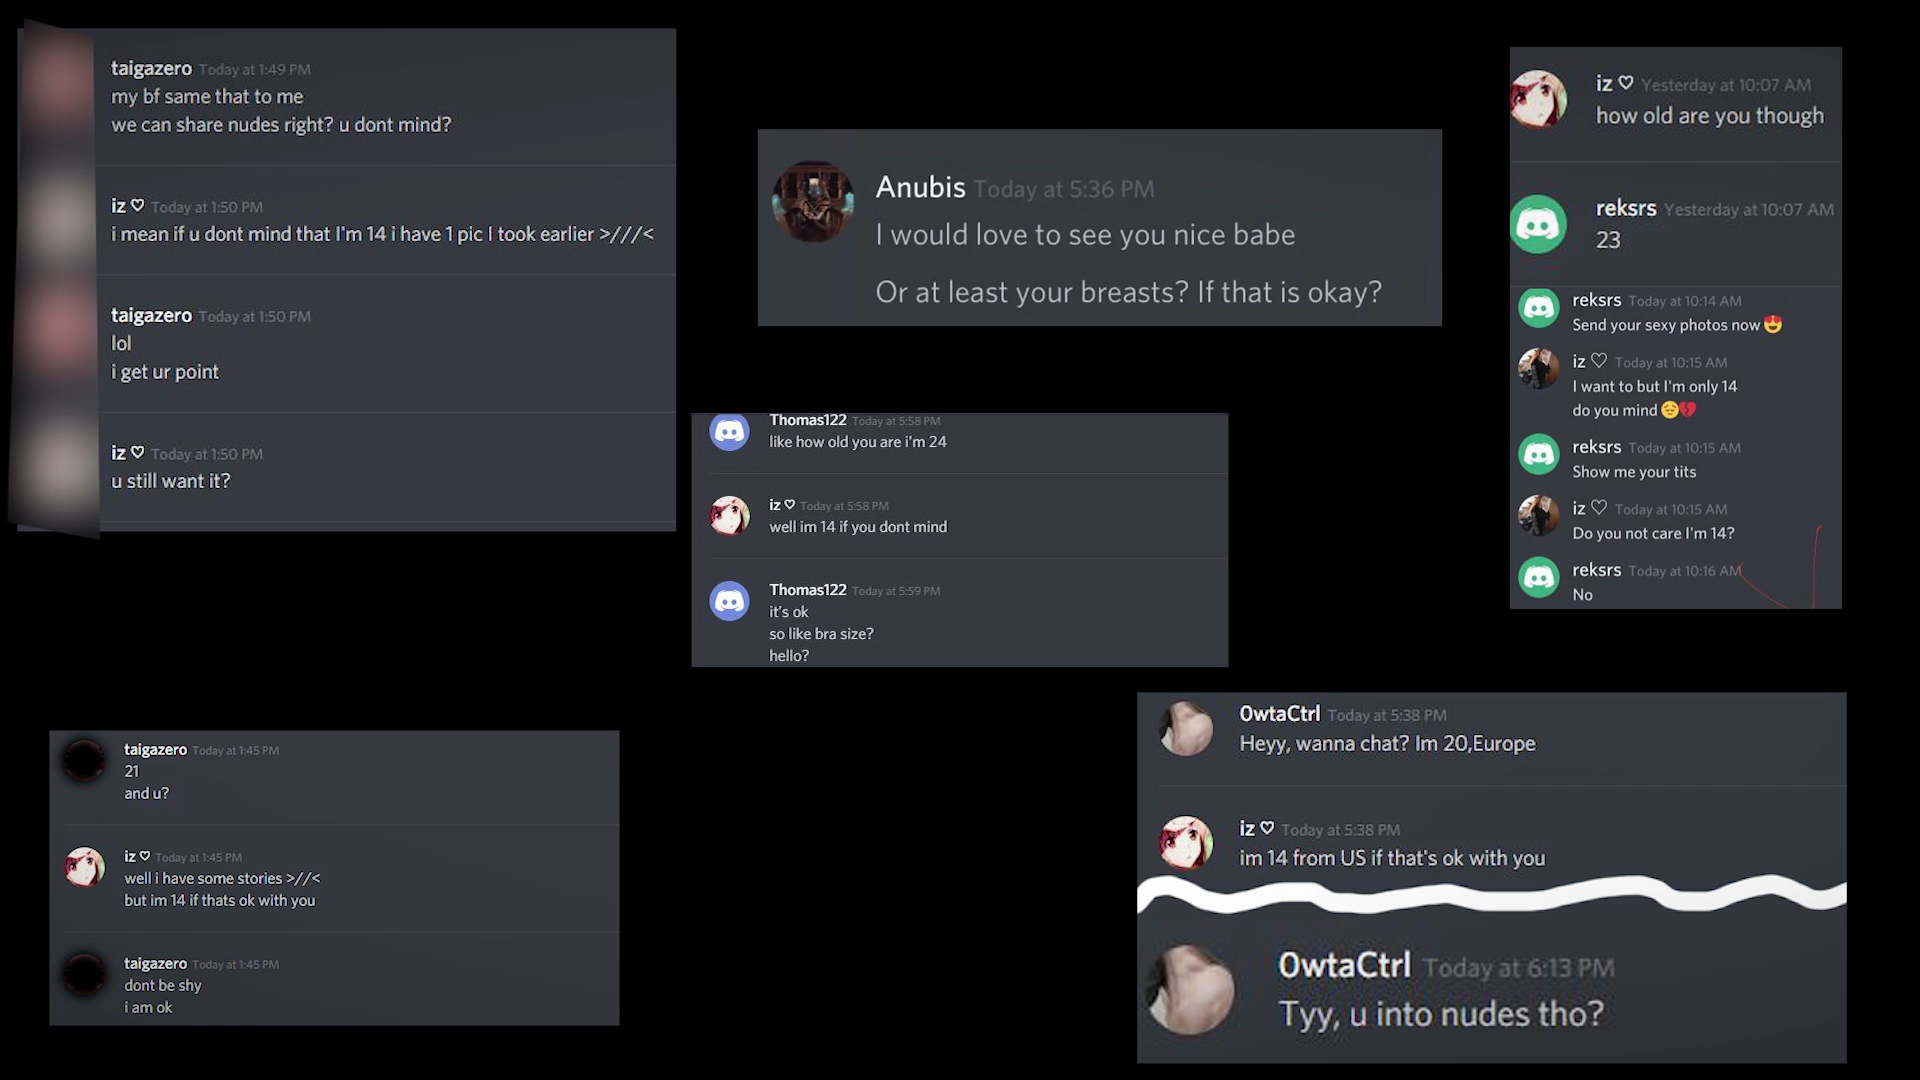 taigazero Today at 1:49 PM
my bf same that to me
we can share nudes right? u dont mind?
iz ♡ Today at 1:50 PM
i mean if u dont mind that I'm 14 i have 1 pic I took earlier >///<
taigazero Today at 1:50 PM
lol
i get ur point
iz ♡ Today at 1:50 PM
u still want it?
Anubis Today at 5:36 PM
I would love to see you nice babe
Or at least your breasts? If that is okay?
iz ♡ Yesterday at 10:07 AM
how old are you though
reksrs Yesterday at 10:07 AM
23
reksrs Today at 10:14 AM
Send your sexy photos now 😍
iz ♡ Today at 10:15 AM
I want to but I'm only 14
do you mind 😔💔
reksrs Today at 10:15 AM
Show me your tits
iz ♡ Today at 10:15 AM
Do you not care I'm 14?
reksrs Today at 10:16 AM
No
Thomas122 Today at 5:58 PM
like how old you are i'm 24
iz ♡ Today at 5:58 PM
well im 14 if you dont mind
Thomas122 Today at 5:59 PM
it's ok
so like bra size?
hello?
taigazero Today at 1:45 PM
21
and u?
iz ♡ Today at 1:45 PM
well i have some stories >//<
but im 14 if thats ok with you
taigazero Today at 1:45 PM
dont be shy
i am ok
0wtaCtrl Today at 5:38 PM
Heyy, wanna chat? Im 20,Europe
iz ♡ Today at 5:38 PM
im 14 from US if that's ok with you
0wtaCtrl Today at 6:13 PM
Tyy, u into nudes tho?